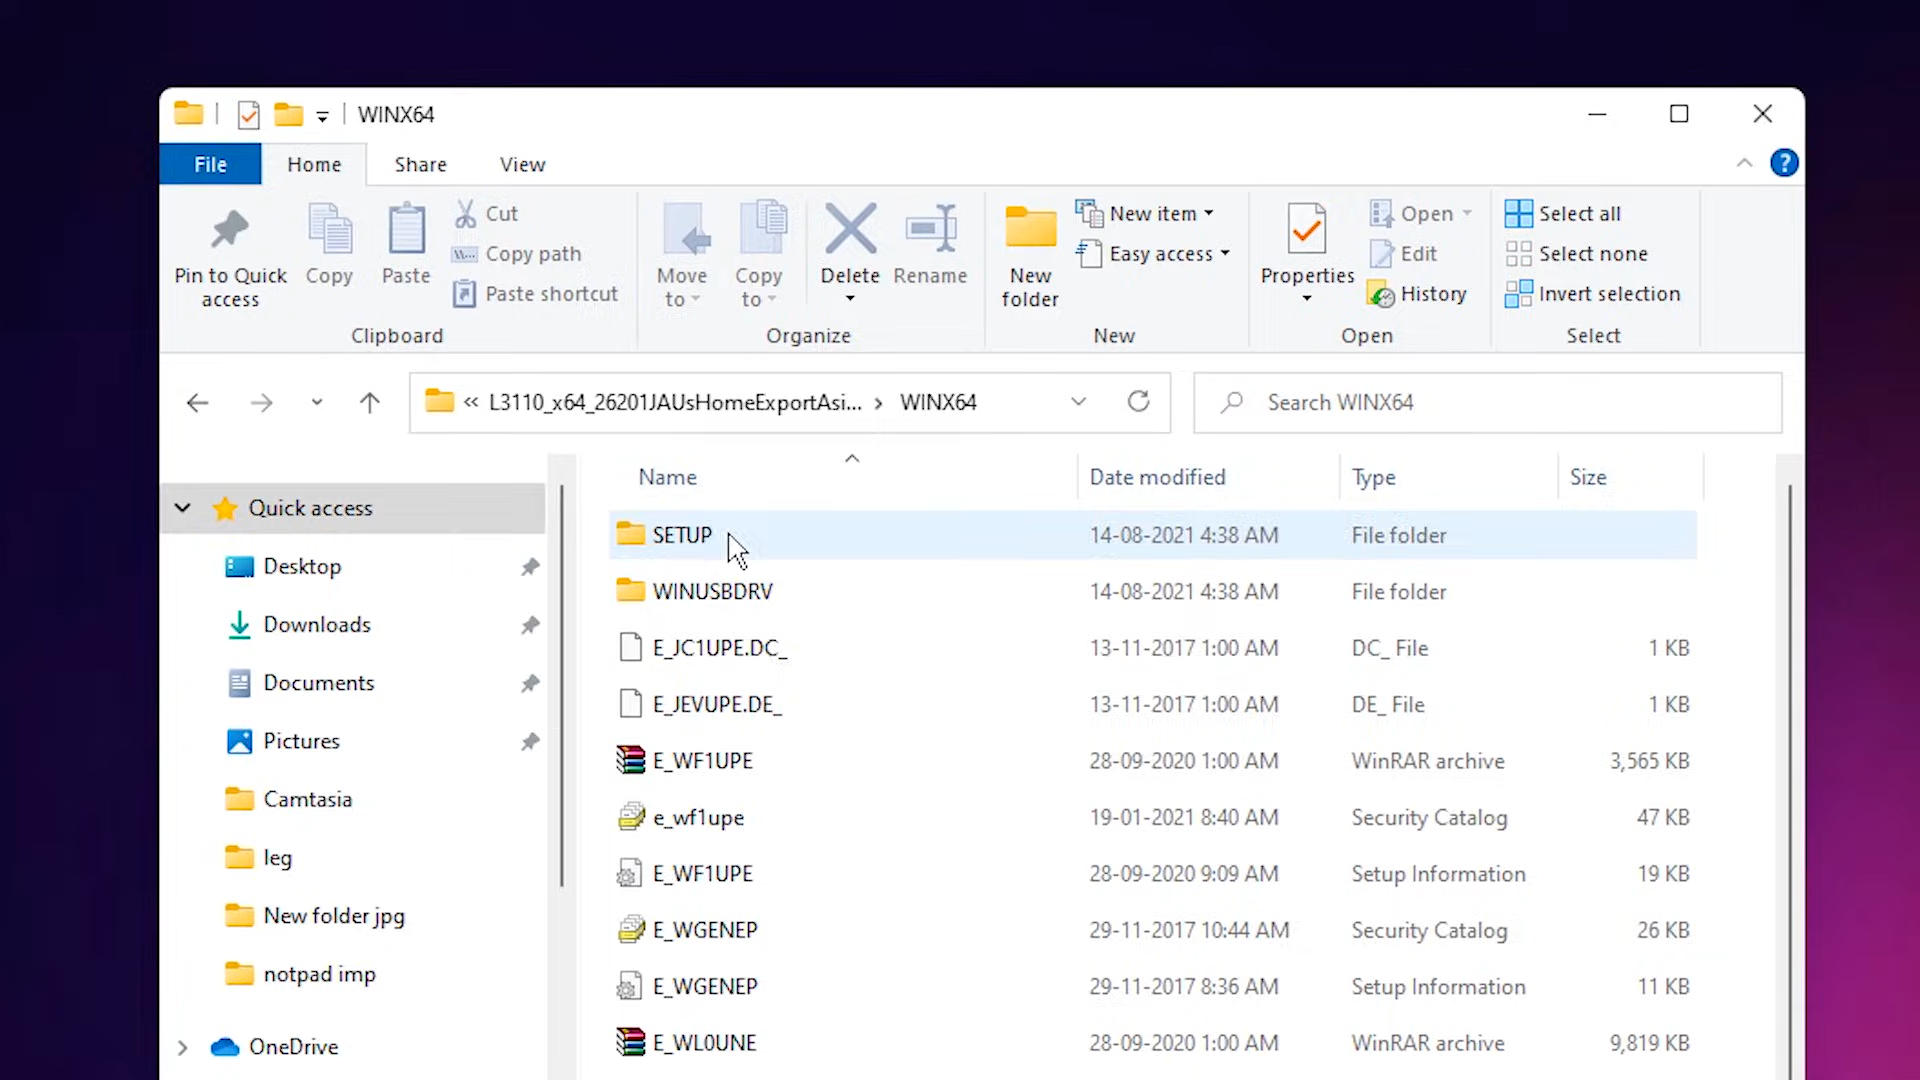 WINX64
File Home Share View
Pin to Quick access
Copy
Paste
Cut
Copy path
Paste shortcut
Clipboard
Move to
Copy to
Delete
Rename
Organize
New folder
New item
Easy access
New
Properties
Open
Edit
History
Open
Select all
Select none
Invert selection
Select
« L3110_x64_26201JAUsHomeExportAsi... › WINX64
Search WINX64
Quick access
Desktop
Downloads
Documents
Pictures
Camtasia
leg
New folder jpg
notpad imp
OneDrive
Name Date modified Type Size
SETUP 14-08-2021 4:38 AM File folder
WINUSBDRV 14-08-2021 4:38 AM File folder
E_JC1UPE.DC_ 13-11-2017 1:00 AM DC_ File 1 KB
E_JEVUPE.DE_ 13-11-2017 1:00 AM DE_ File 1 KB
E_WF1UPE 28-09-2020 1:00 AM WinRAR archive 3,565 KB
e_wf1upe 19-01-2021 8:40 AM Security Catalog 47 KB
E_WF1UPE 28-09-2020 9:09 AM Setup Information 19 KB
E_WGENEP 29-11-2017 10:44 AM Security Catalog 26 KB
E_WGENEP 29-11-2017 8:36 AM Setup Information 11 KB
E_WL0UNE 28-09-2020 1:00 AM WinRAR archive 9,819 KB